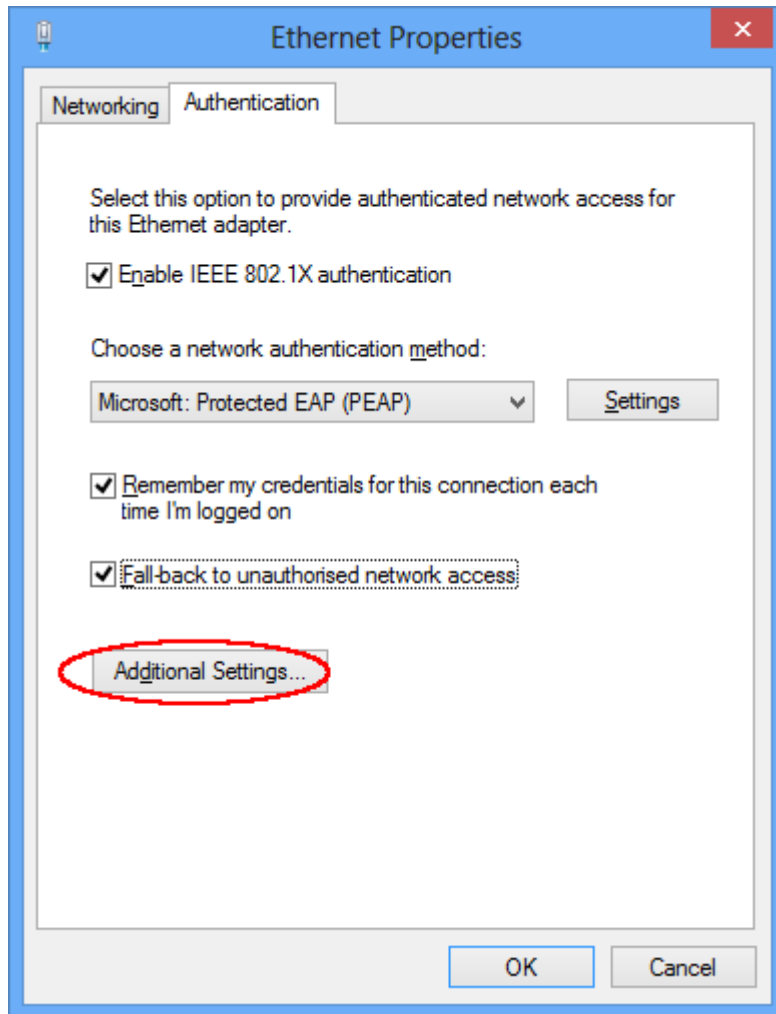 Ethernet Properties
Networking
Authentication
Select this option to provide authenticated network access for
this Ethernet adapter.
Enable IEEE 802.1X authentication
Choose a network authentication method:
Microsoft: Protected EAP (PEAP)
Settings
Remember my credentials for this connection each
time I'm logged on
Fall-back to unauthorised network access
Additional Settings...
OK
Cancel